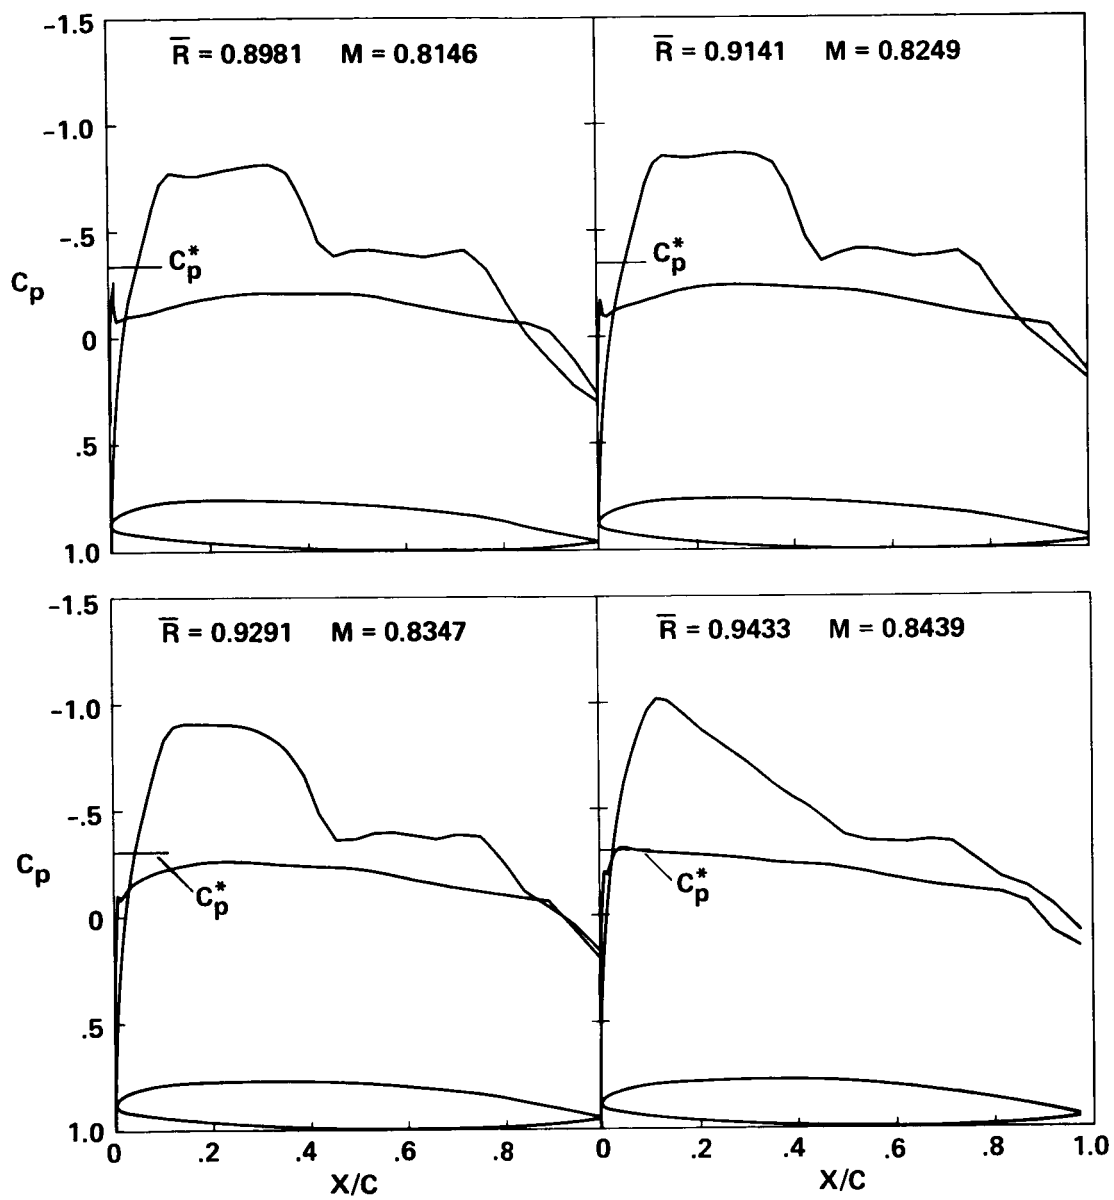 -1.5
R̅ = 0.8981 M = 0.8146
R̅ = 0.9141 M = 0.8249
-1.0
-.5
C*p
C*p
Cp
0
.5
1.0
-1.5
R̅ = 0.9291 M = 0.8347
R̅ = 0.9433 M = 0.8439
-1.0
-.5
Cp
C*p
C*p
0
.5
1.0
0 .2 .4 .6 .8 0 .2 .4 .6 .8 1.0
X/C
X/C